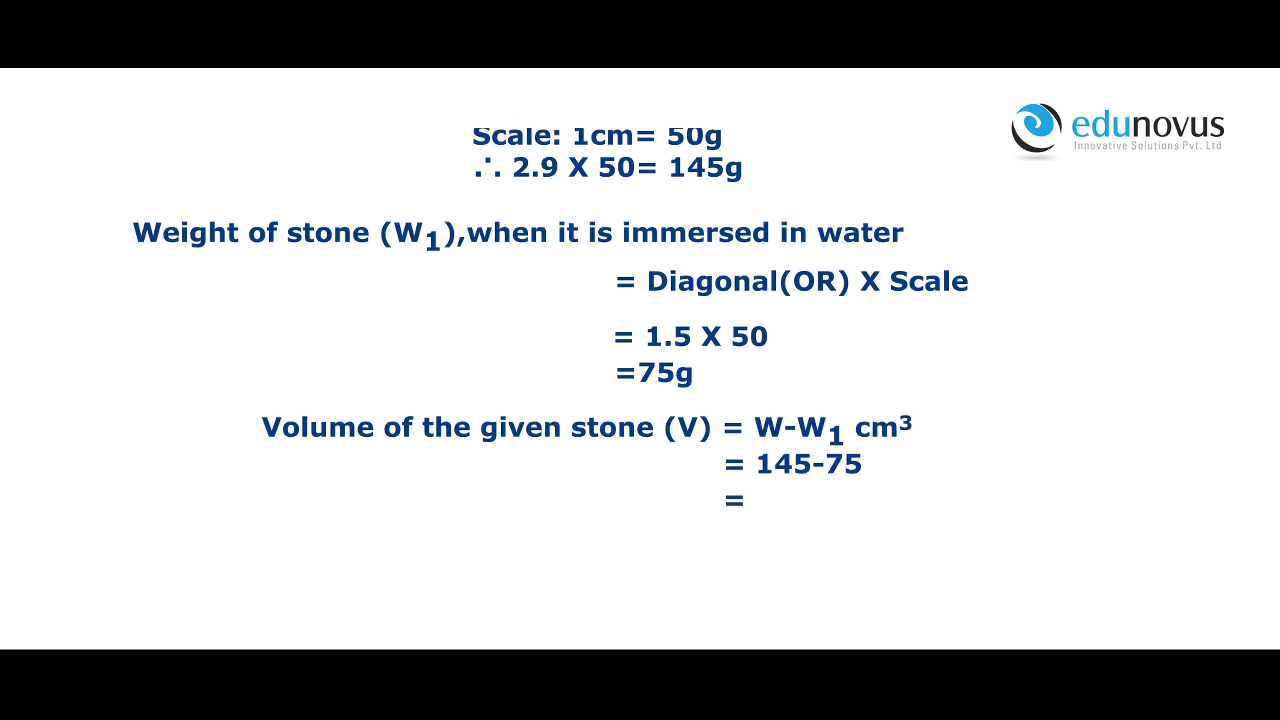 edunovus
Innovative Solutions Pvt. Ltd
Scale: 1cm= 50g
∴ 2.9 X 50= 145g
Weight of stone (W₁),when it is immersed in water
= Diagonal(OR) X Scale
= 1.5 X 50
=75g
Volume of the given stone (V) = W-W₁ cm³
= 145-75
=